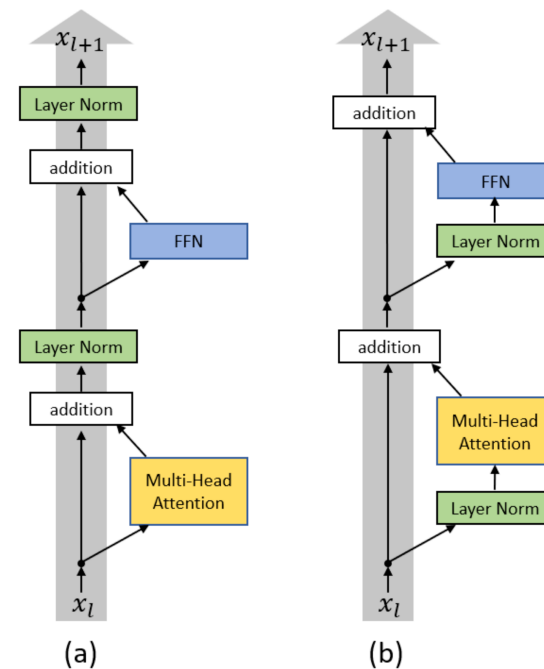 x_{l+1}
Layer Norm
addition
FFN
Layer Norm
addition
Multi-Head
Attention
x_l
(a)
x_{l+1}
addition
FFN
Layer Norm
addition
Multi-Head
Attention
Layer Norm
x_l
(b)